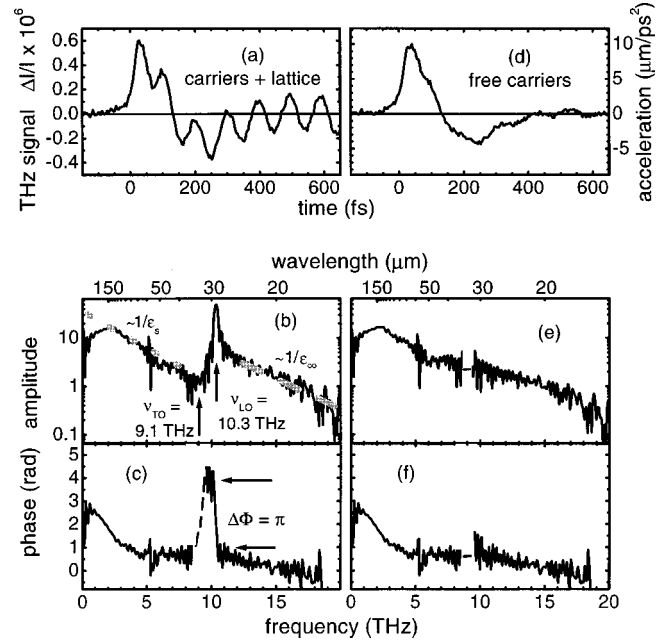 THz signal ΔI/I x 10^6
0.6
0.4
0.2
0.0
-0.2
-0.4
(a)
carriers + lattice
0 200 400 600
(d)
free carriers
10
5
0
-5
acceleration (μm/ps²)
0 200 400 600
time (fs)
wavelength (μm)
150 50 30 20
150 50 30 20
amplitude
10
1
0.1
~1/ε_s
(b)
~1/ε_∞
ν_TO =
9.1 THz
ν_LO =
10.3 THz
(e)
phase (rad)
5
4
3
2
1
0
(c)
ΔΦ = π
(f)
0 5 10 15 0 5 10 15 20
frequency (THz)